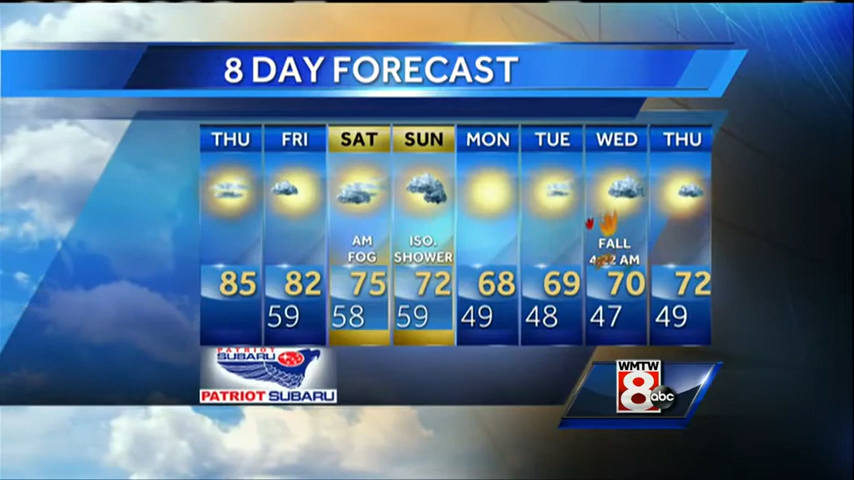 8 DAY FORECAST
THU FRI SAT SUN MON TUE WED THU
AM FOG
ISO. SHOWER
FALL
4:22 AM
85 82 75 72 68 69 70 72
59 58 59 49 48 47 49
PATRIOT
SUBARU
PATRIOT SUBARU
WMTW
8 abc